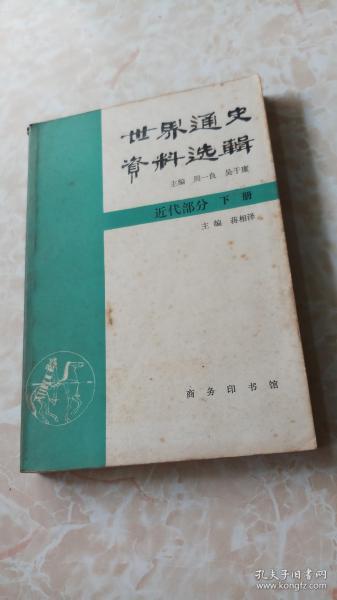 世界通史
资料选辑
主编 周一良 吴于廑
近代部分 下册
主编 蒋相泽
商务印书馆
孔夫子旧书网